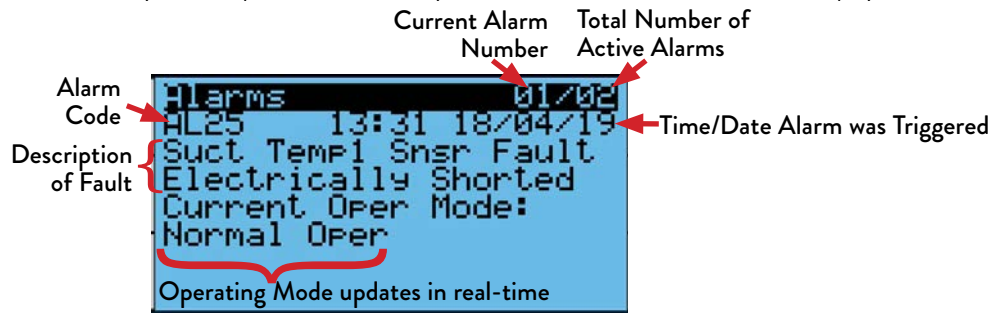 Current Alarm Number
Total Number of Active Alarms
Alarm Code
Description of Fault
Alarms 01/02
AL25 13:31 18/04/19
Suct Temp1 Snsr Fault
Electrically Shorted
Current Oper Mode:
Normal Oper
Time/Date Alarm was Triggered
Operating Mode updates in real-time